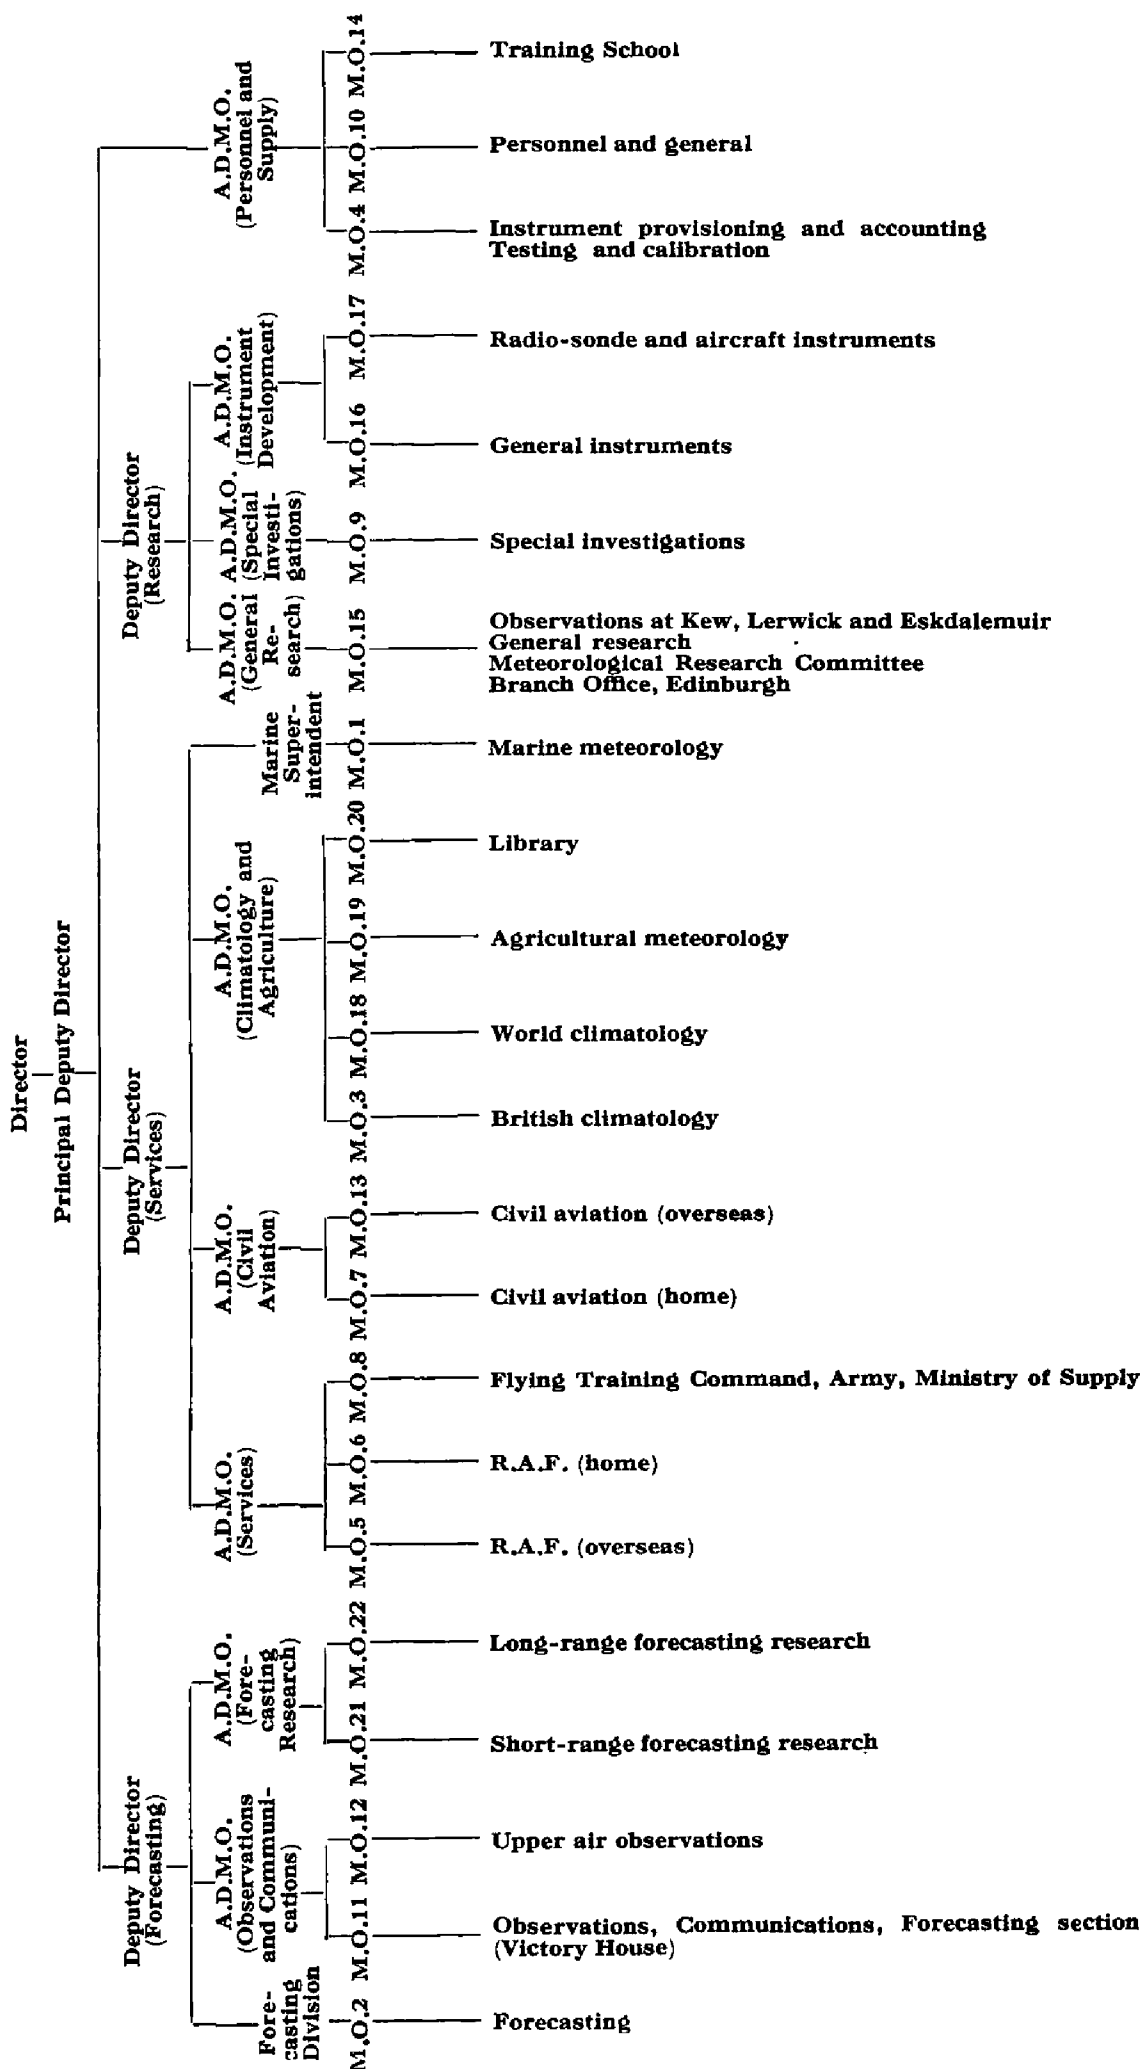 Director
Principal Deputy Director
A.D.M.O.
(Personnel and
Supply)
M.O.14
Training School
M.O.10
Personnel and general
M.O.4
Instrument provisioning and accounting
Testing and calibration
Deputy Director
(Research)
A.D.M.O.
(Instrument
Development)
M.O.17
Radio-sonde and aircraft instruments
M.O.16
General instruments
A.D.M.O.
(Special
Investi-
gations)
M.O.9
Special investigations
A.D.M.O.
(General
Re-
search)
M.O.15
Observations at Kew, Lerwick and Eskdalemuir
General research
Meteorological Research Committee
Branch Office, Edinburgh
Deputy Director
(Services)
Marine
Super-
intendent
M.O.1
Marine meteorology
A.D.M.O.
(Climatology and
Agriculture)
M.O.20
Library
M.O.19
Agricultural meteorology
M.O.18
World climatology
M.O.3
British climatology
A.D.M.O.
(Civil
Aviation)
M.O.13
Civil aviation (overseas)
M.O.7
Civil aviation (home)
A.D.M.O.
(Services)
M.O.8
Flying Training Command, Army, Ministry of Supply
M.O.6
R.A.F. (home)
M.O.5
R.A.F. (overseas)
Deputy Director
(Forecasting)
A.D.M.O.
(Fore-
casting
Research)
M.O.22
Long-range forecasting research
M.O.21
Short-range forecasting research
A.D.M.O.
(Observations
and Communi-
cations)
M.O.12
Upper air observations
M.O.11
Observations, Communications, Forecasting section
(Victory House)
Fore-
casting
Division
M.O.2
Forecasting